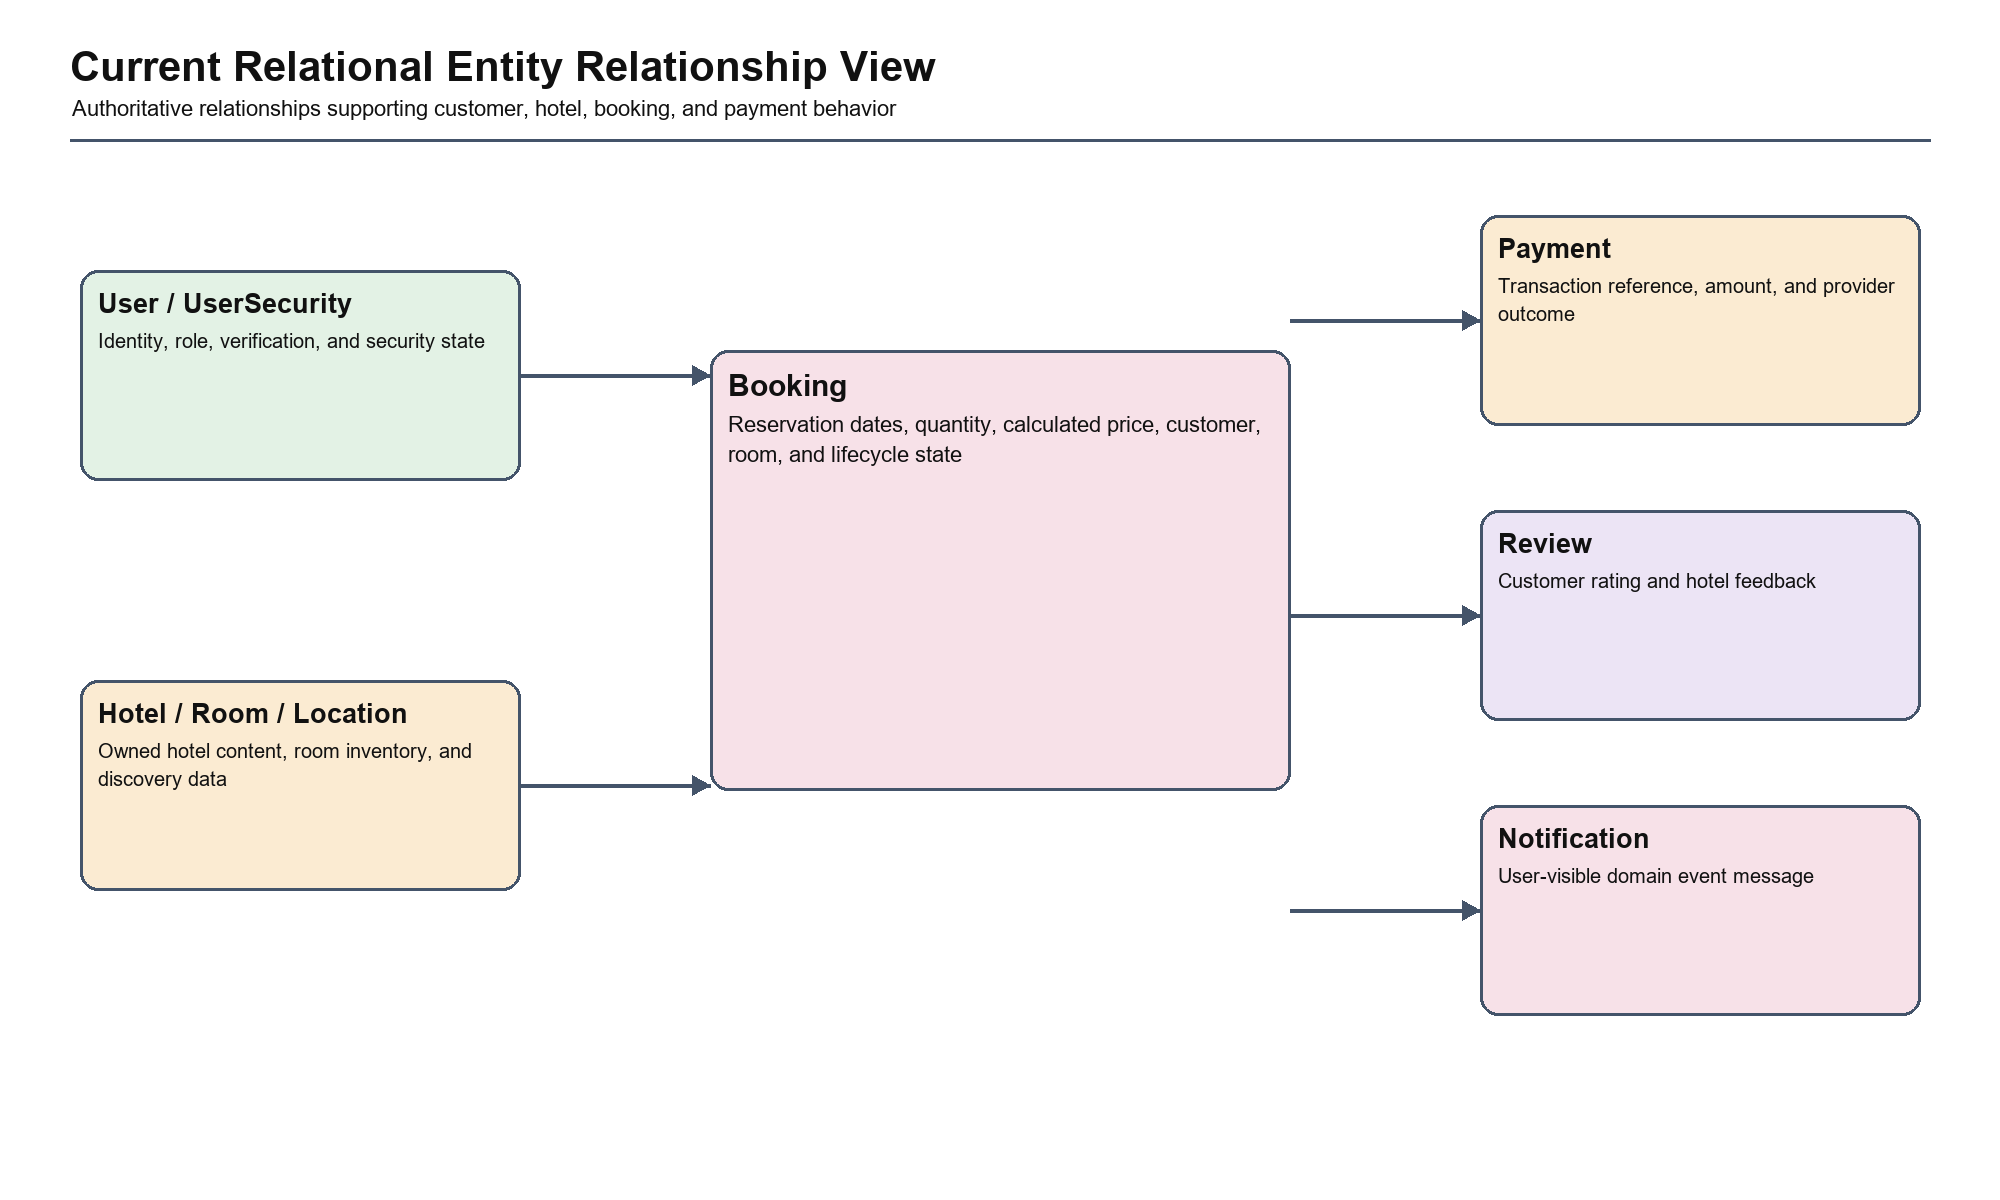 Current Relational Entity Relationship View
Authoritative relationships supporting customer, hotel, booking, and payment behavior
User / UserSecurity
Identity, role, verification, and security state
Hotel / Room / Location
Owned hotel content, room inventory, and
discovery data
Booking
Reservation dates, quantity, calculated price, customer,
room, and lifecycle state
Payment
Transaction reference, amount, and provider
outcome
Review
Customer rating and hotel feedback
Notification
User-visible domain event message